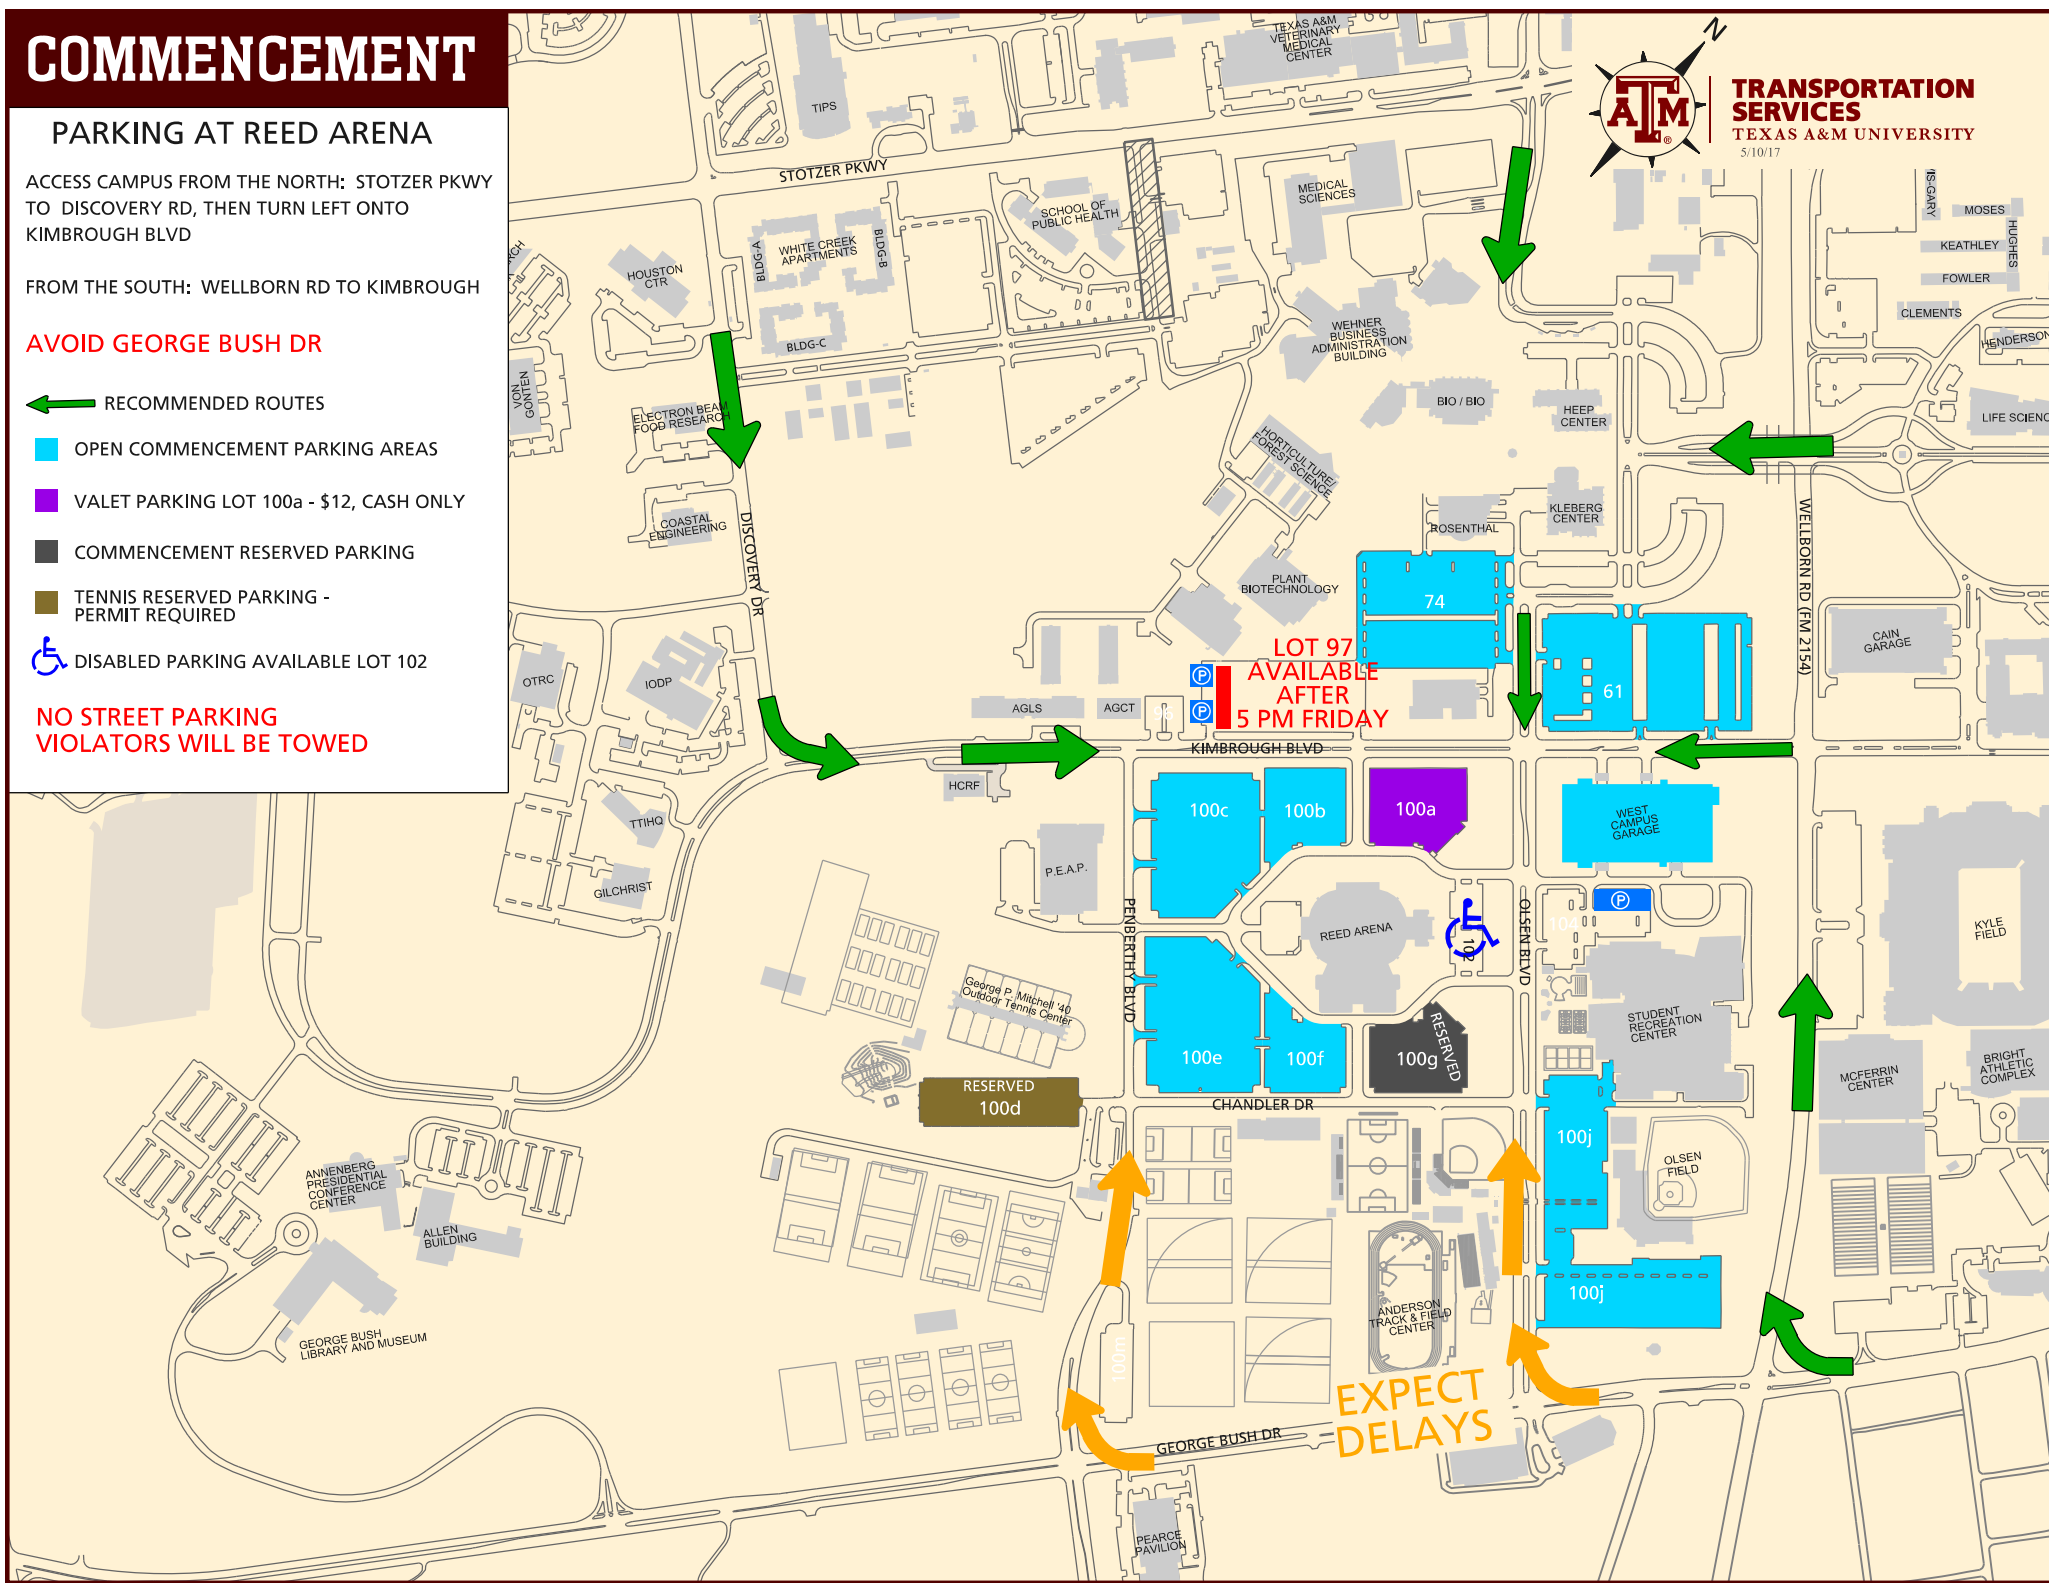 COMMENCEMENT
PARKING AT REED ARENA
ACCESS CAMPUS FROM THE NORTH: STOTZER PKWY
TO DISCOVERY RD, THEN TURN LEFT ONTO
KIMBROUGH BLVD
FROM THE SOUTH: WELLBORN RD TO KIMBROUGH
AVOID GEORGE BUSH DR
RECOMMENDED ROUTES
OPEN COMMENCEMENT PARKING AREAS
VALET PARKING LOT 100a - $12, CASH ONLY
COMMENCEMENT RESERVED PARKING
TENNIS RESERVED PARKING -
PERMIT REQUIRED
DISABLED PARKING AVAILABLE LOT 102
NO STREET PARKING
VIOLATORS WILL BE TOWED
N
ATM
®
TRANSPORTATION
SERVICES
TEXAS A&M UNIVERSITY
5/10/17
TEXAS A&M
VETERINARY
MEDICAL
CENTER
TIPS
STOTZER PKWY
MEDICAL
SCIENCES
SCHOOL OF
PUBLIC HEALTH
BLDG-A
WHITE CREEK
APARTMENTS
BLDG-B
BLDG-C
HOUSTON
CTR
VON
GONTEN
ELECTRON BEAM
FOOD RESEARCH
COASTAL
ENGINEERING
DISCOVERY DR
WEHNER
BUSINESS
ADMINISTRATION
BUILDING
BIO / BIO
HEEP
CENTER
HORTICULTURE/
FOREST SCIENCE
ROSENTHAL
KLEBERG
CENTER
PLANT
BIOTECHNOLOGY
MOSES
HUGHES
KEATHLEY
FOWLER
CLEMENTS
HENDERSON
LIFE SCIENC
WELLBORN RD (FM 2154)
CAIN
GARAGE
74
61
LOT 97
AVAILABLE
AFTER
5 PM FRIDAY
P
P
96
OTRC
IODP
AGLS
AGCT
KIMBROUGH BLVD
HCRF
TTIHQ
GILCHRIST
P.E.A.P.
100c
100b
100a
WEST
CAMPUS
GARAGE
P
PENBERTHY BLVD
REED ARENA
102
OLSEN BLVD
104
KYLE
FIELD
George P. Mitchell '40
Outdoor Tennis Center
100e
100f
100g
RESERVED
STUDENT
RECREATION
CENTER
BRIGHT
ATHLETIC
COMPLEX
MCFERRIN
CENTER
RESERVED
100d
CHANDLER DR
100j
OLSEN
FIELD
ANNENBERG
PRESIDENTIAL
CONFERENCE
CENTER
ALLEN
BUILDING
GEORGE BUSH
LIBRARY AND MUSEUM
100j
100m
ANDERSON
TRACK & FIELD
CENTER
EXPECT
DELAYS
GEORGE BUSH DR
PEARCE
PAVILION